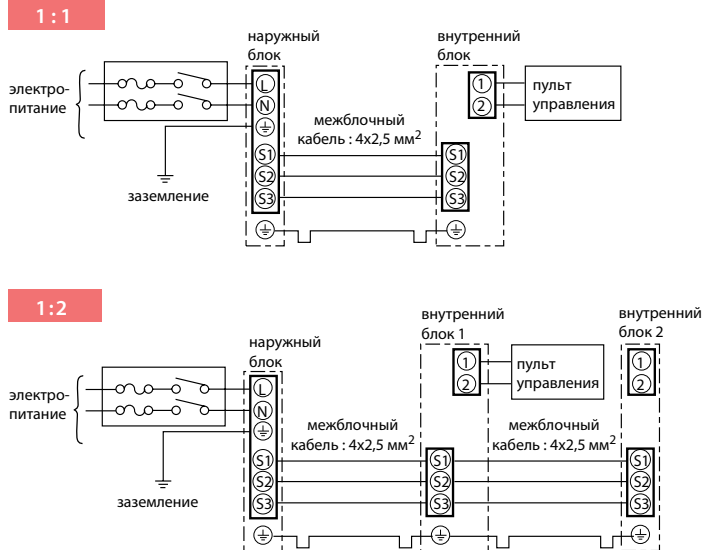 1 : 1
наружный
блок
внутренний
блок
электро-
питание
L
N
1
2
пульт
управления
межблочный
кабель : 4x2,5 мм²
S1
S2
S3
S1
S2
S3
заземление
1:2
внутренний
блок 1
внутренний
блок 2
наружный
блок
электро-
питание
L
N
1
2
пульт
управления
1
2
межблочный
кабель : 4x2,5 мм²
межблочный
кабель : 4x2,5 мм²
S1
S2
S3
S1
S2
S3
S1
S2
S3
заземление